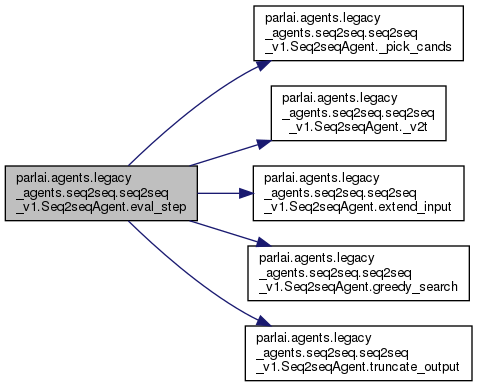 parlai.agents.legacy
_agents.seq2seq.seq2seq
_v1.Seq2seqAgent._pick_cands
parlai.agents.legacy
_agents.seq2seq.seq2seq
_v1.Seq2seqAgent._v2t
parlai.agents.legacy
_agents.seq2seq.seq2seq
_v1.Seq2seqAgent.eval_step
parlai.agents.legacy
_agents.seq2seq.seq2seq
_v1.Seq2seqAgent.extend_input
parlai.agents.legacy
_agents.seq2seq.seq2seq
_v1.Seq2seqAgent.greedy_search
parlai.agents.legacy
_agents.seq2seq.seq2seq
_v1.Seq2seqAgent.truncate_output